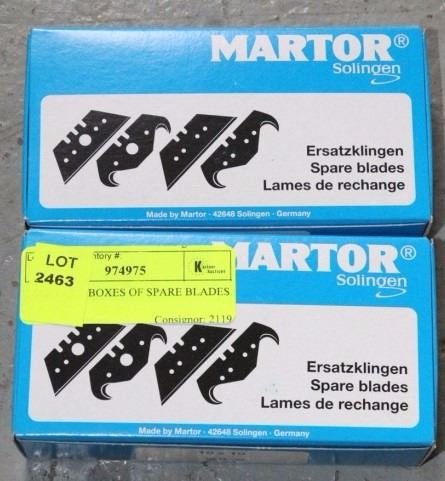 MARTOR®
Solingen
Ersatzklingen
Spare blades
Lames de rechange
Made by Martor · 42648 Solingen · Germany
LOT
2463
ntory #:
974975
MARTOR®
Solingen
BOXES OF SPARE BLADES
Consignor: 2119
Ersatzklingen
Spare blades
Lames de rechange
Made by Martor · 42648 Solingen · Germany